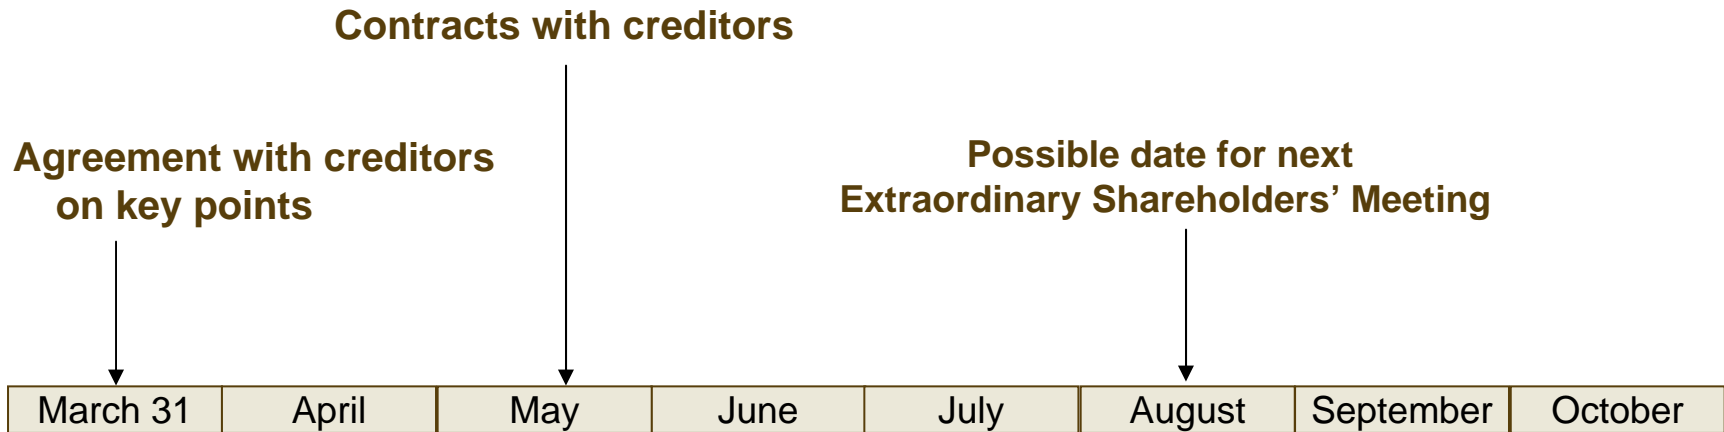 Contracts with creditors
Agreement with creditors
on key points
Possible date for next
Extraordinary Shareholders’ Meeting
March 31
April
May
June
July
August
September
October